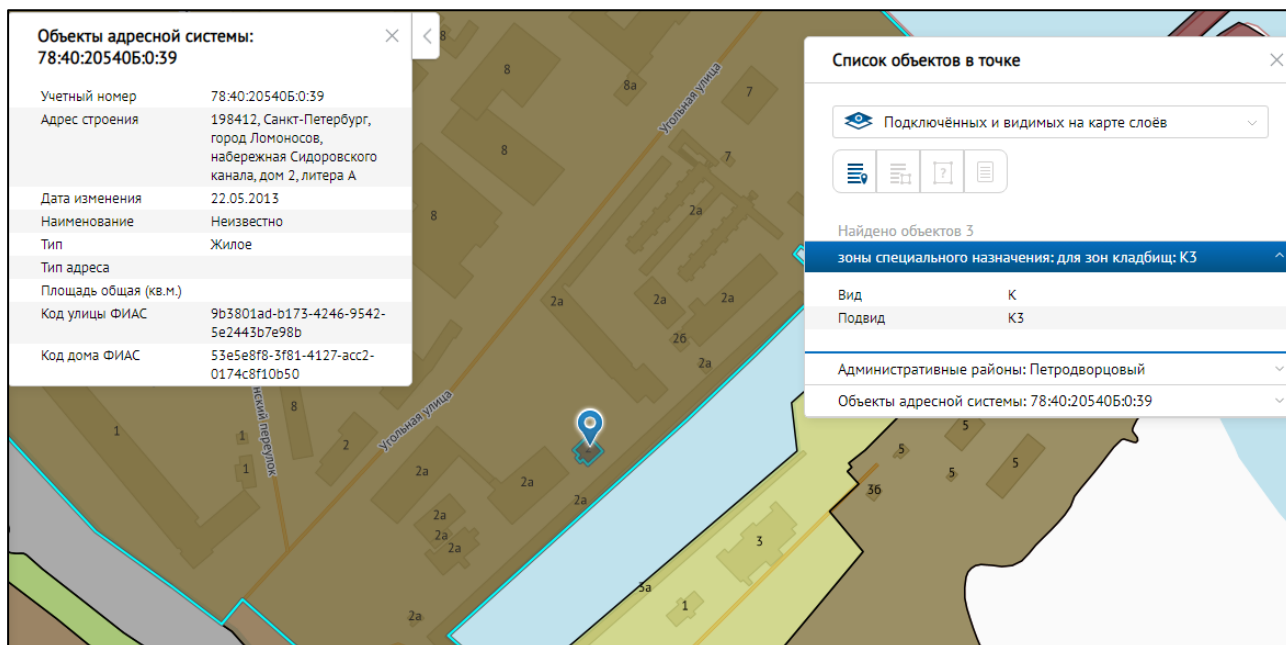 Объекты адресной системы:
78:40:20540Б:0:39
Учетный номер 78:40:20540Б:0:39
Адрес строения 198412, Санкт-Петербург,
город Ломоносов,
набережная Сидоровского
канала, дом 2, литера А
Дата изменения 22.05.2013
Наименование Неизвестно
Тип Жилое
Тип адреса
Площадь общая (кв.м.)
Код улицы ФИАС 9b3801ad-b173-4246-9542-
5e2443b7e98b
Код дома ФИАС 53e5e8f8-3f81-4127-acc2-
0174c8f10b50
Список объектов в точке
Подключённых и видимых на карте слоёв
Найдено объектов 3
зоны специального назначения: для зон кладбищ: К3
Вид К
Подвид К3
Административные районы: Петродворцовый
Объекты адресной системы: 78:40:20540Б:0:39
8
8
8а
7
Угольная улица
8
7
2а
8
2а
2а
2а
2б
2а
нский переулок
8
Угольная улица
1
1
2
1
2а
2а
2а
2а
2а
2а
2а
5
5
5
5
3б
3
3а
1